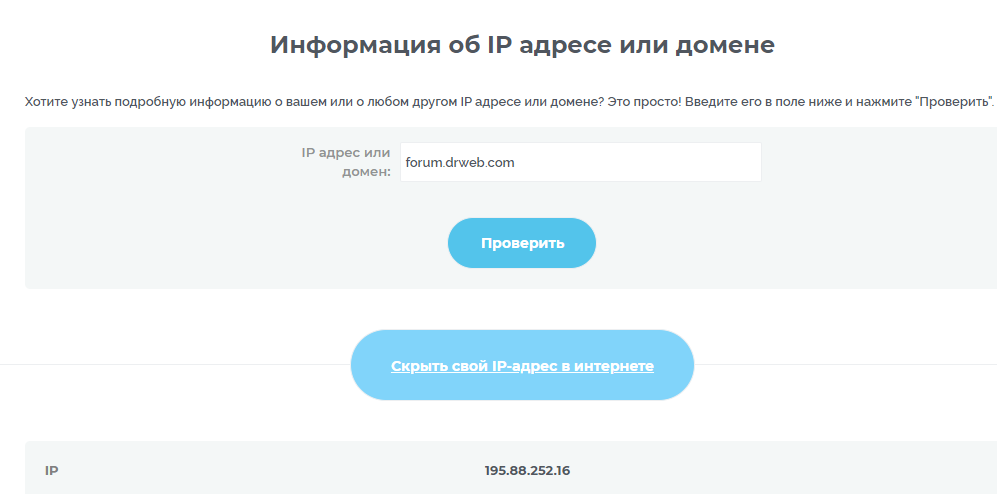 Информация об IP адресе или домене
Хотите узнать подробную информацию о вашем или о любом другом IP адресе или домене? Это просто! Введите его в поле ниже и нажмите "Проверить".
IP адрес или
домен:
forum.drweb.com
Проверить
Скрыть свой IP-адрес в интернете
IP 195.88.252.16